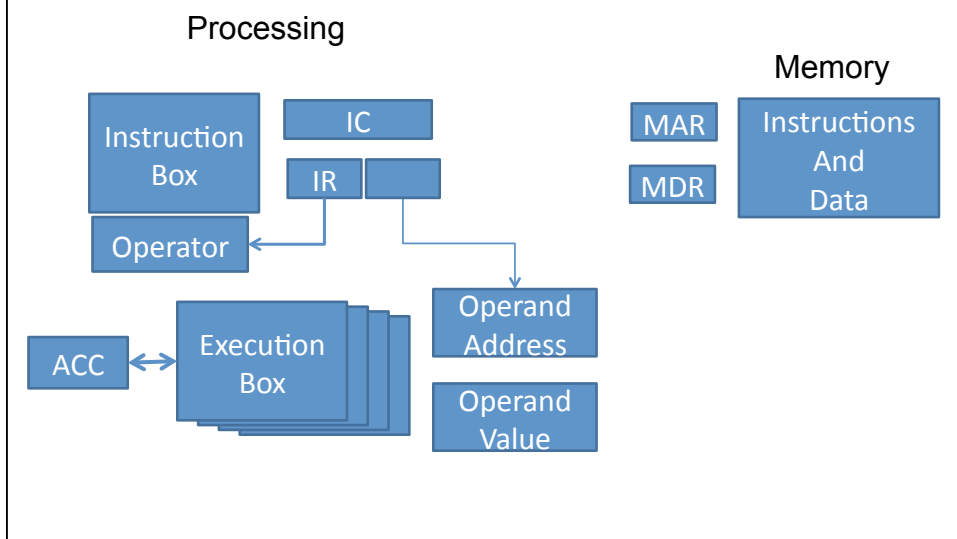 Processing
Memory
Instruction
Box
IC
IR
Operator
MAR
MDR
Instructions
And
Data
ACC
Execution
Box
Operand
Address
Operand
Value